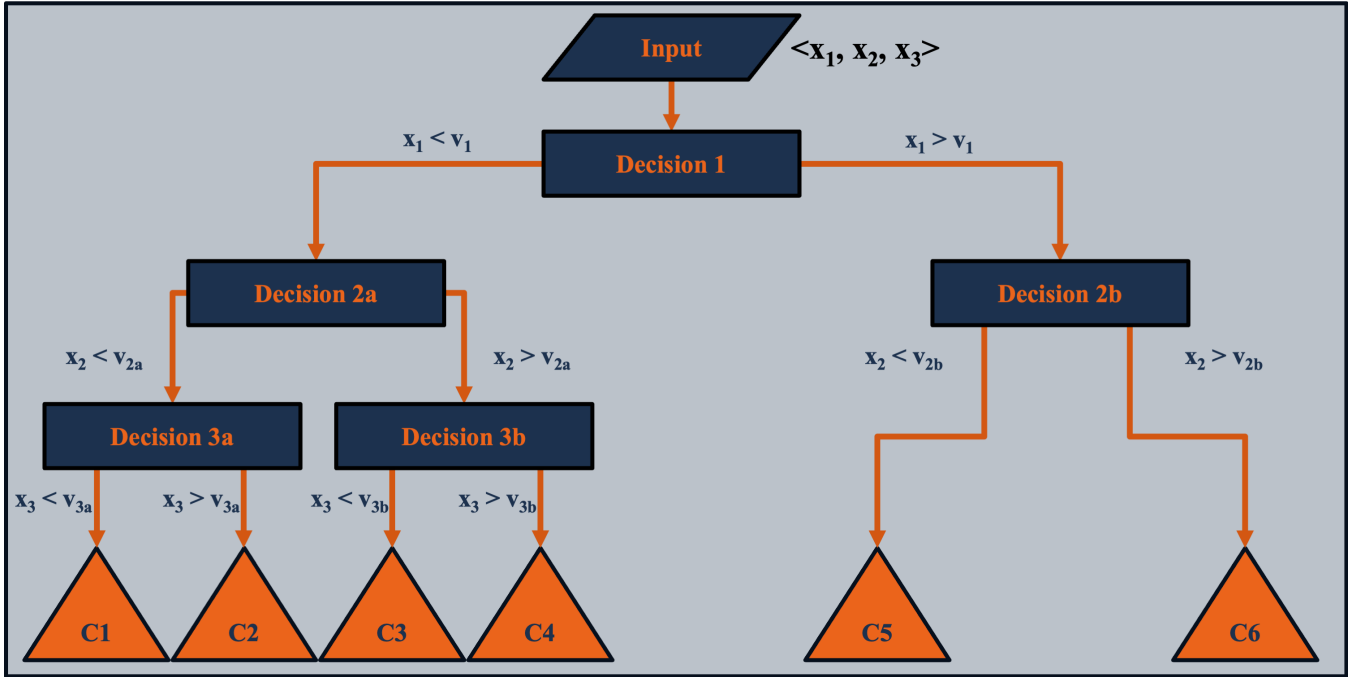 Input
<x₁, x₂, x₃>
x₁ < v₁
Decision 1
x₁ > v₁
Decision 2a
Decision 2b
x₂ < v₂ₐ
x₂ > v₂ₐ
x₂ < v₂b
x₂ > v₂b
Decision 3a
Decision 3b
x₃ < v₃ₐ
x₃ > v₃ₐ
x₃ < v₃b
x₃ > v₃b
C1
C2
C3
C4
C5
C6